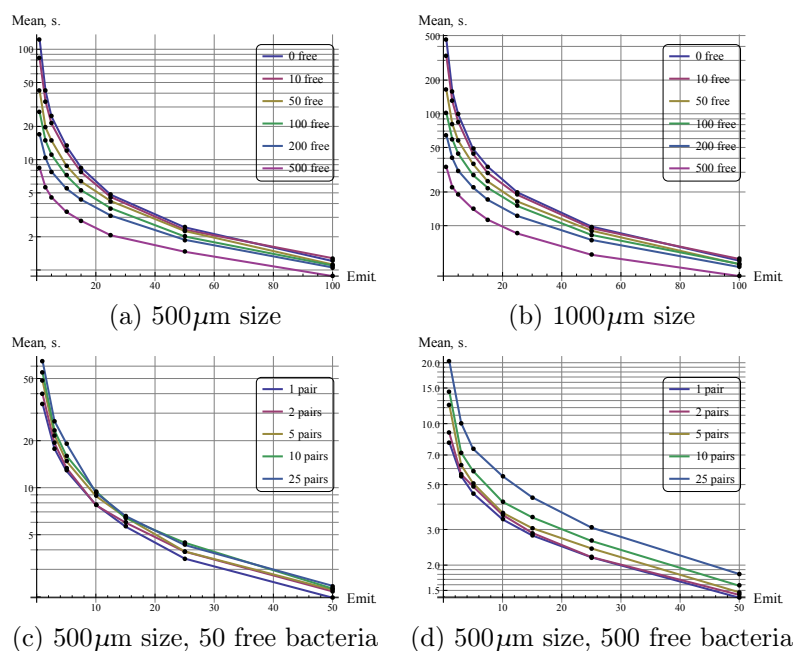 Mean, s.
100
50
20
10
5
2
20
40
60
80
100
Emit.
0 free
10 free
50 free
100 free
200 free
500 free
(a) 500μm size
Mean, s.
500
200
100
50
20
10
20
40
60
80
100
Emit.
0 free
10 free
50 free
100 free
200 free
500 free
(b) 1000μm size
Mean, s.
50
20
10
5
10
20
30
40
50
Emit.
1 pair
2 pairs
5 pairs
10 pairs
25 pairs
(c) 500μm size, 50 free bacteria
Mean, s.
20.0
15.0
10.0
7.0
5.0
3.0
2.0
1.5
10
20
30
40
50
Emit.
1 pair
2 pairs
5 pairs
10 pairs
25 pairs
(d) 500μm size, 500 free bacteria